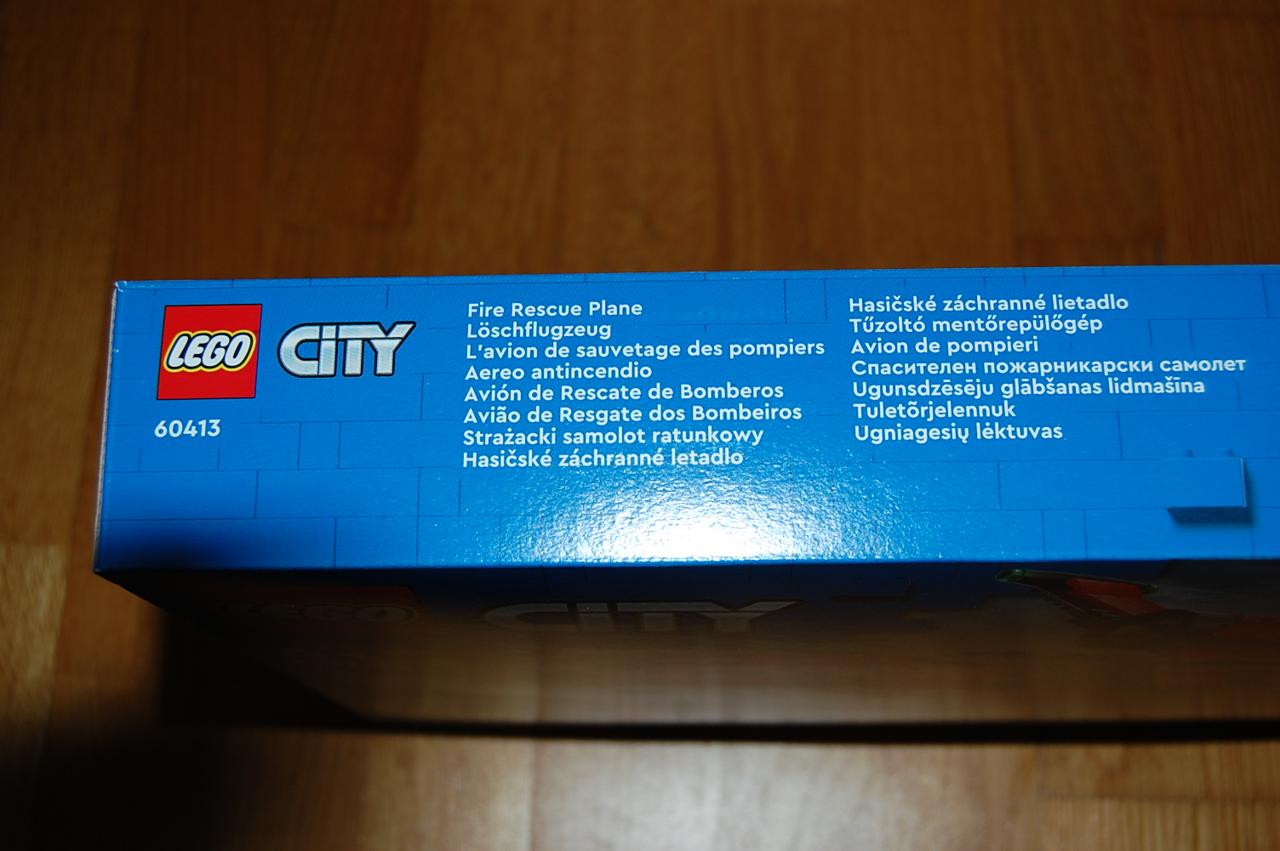 LEGO
CITY
60413
Fire Rescue Plane
Löschflugzeug
L'avion de sauvetage des pompiers
Aereo antincendio
Avión de Rescate de Bomberos
Avião de Resgate dos Bombeiros
Strażacki samolot ratunkowy
Hasičské záchranné letadlo
Hasičské záchranné lietadlo
Tűzoltó mentőrepülőgép
Avion de pompieri
Спасителен пожарникарски самолет
Ugunsdzēsēju glābšanas lidmašīna
Tuletõrjelennuk
Ugniagesių lėktuvas
LEGO
CITY